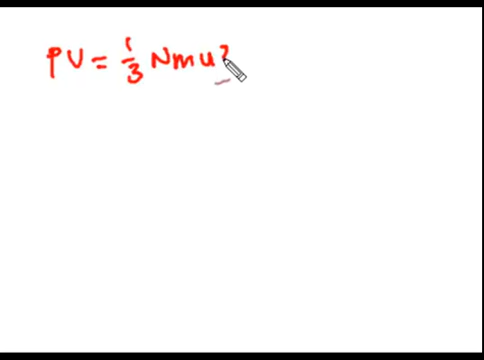 PV = 1/3 Nmu²